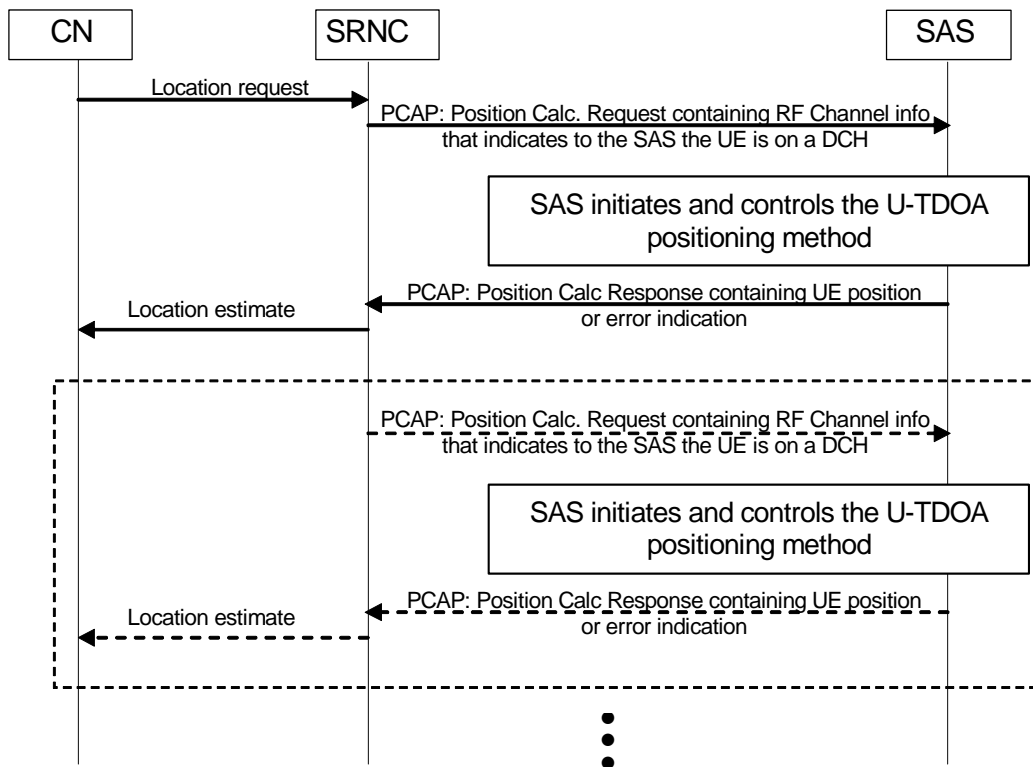 CN
SRNC
SAS
Location request
PCAP: Position Calc. Request containing RF Channel info
that indicates to the SAS the UE is on a DCH
SAS initiates and controls the U-TDOA
positioning method
PCAP: Position Calc Response containing UE position
or error indication
Location estimate
PCAP: Position Calc. Request containing RF Channel info
that indicates to the SAS the UE is on a DCH
SAS initiates and controls the U-TDOA
positioning method
PCAP: Position Calc Response containing UE position
or error indication
Location estimate